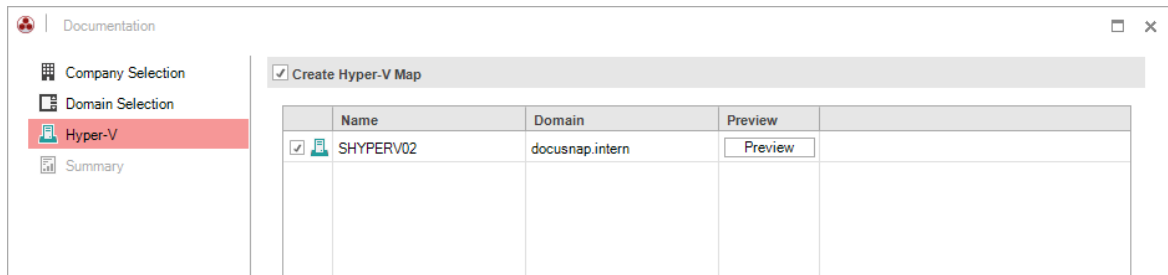 Documentation
Company Selection
Domain Selection
Hyper-V
Summary
Create Hyper-V Map
Name Domain Preview
SHYPERV02 docusnap.intern Preview